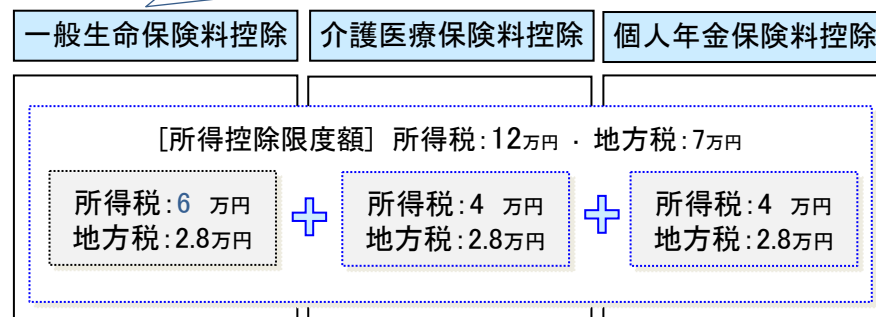 一般生命保険料控除
介護医療保険料控除
個人年金保険料控除
[所得控除限度額] 所得税:12万円 ・ 地方税:7万円
所得税:6 万円
地方税:2.8万円
所得税:4 万円
地方税:2.8万円
所得税:4 万円
地方税:2.8万円